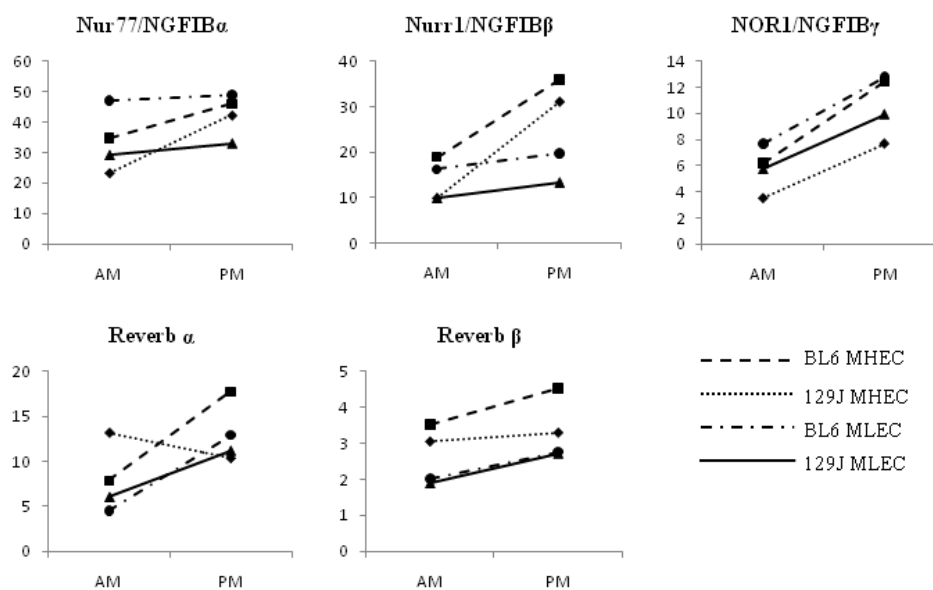 Nur77/NGFIBα
60
50
40
30
20
10
0
AM PM
Nurr1/NGFIBβ
40
30
20
10
0
AM PM
NOR1/NGFIBγ
14
12
10
8
6
4
2
0
AM PM
Reverb α
20
15
10
5
0
AM PM
Reverb β
5
4
3
2
1
0
AM PM
BL6 MHEC
129J MHEC
BL6 MLEC
129J MLEC